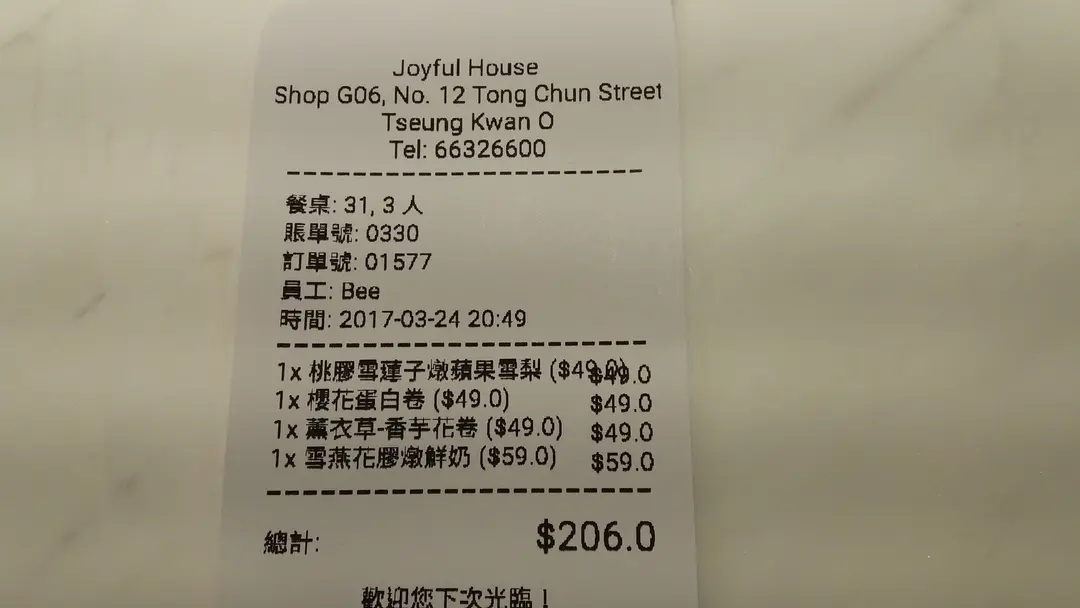 Joyful House
Shop G06, No. 12 Tong Chun Street
Tseung Kwan O
Tel: 66326600
餐桌: 31, 3 人
賬單號: 0330
訂單號: 01577
員工: Bee
時間: 2017-03-24 20:49
1x 桃膠雪蓮子燉蘋果雪梨 ($49.0) $49.0
1x 櫻花蛋白卷 ($49.0) $49.0
1x 薰衣草-香芋花卷 ($49.0) $49.0
1x 雪燕花膠燉鮮奶 ($59.0) $59.0
總計: $206.0
歡迎您下次光臨！